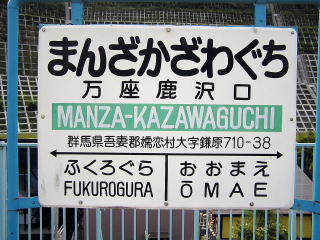 まんざかざわぐち
万座鹿沢口
MANZA-KAZAWAGUCHI
群馬県吾妻郡嬬恋村大字鎌原710-38
ふくろぐら おおまえ
FUKUROGURA ŌMAE